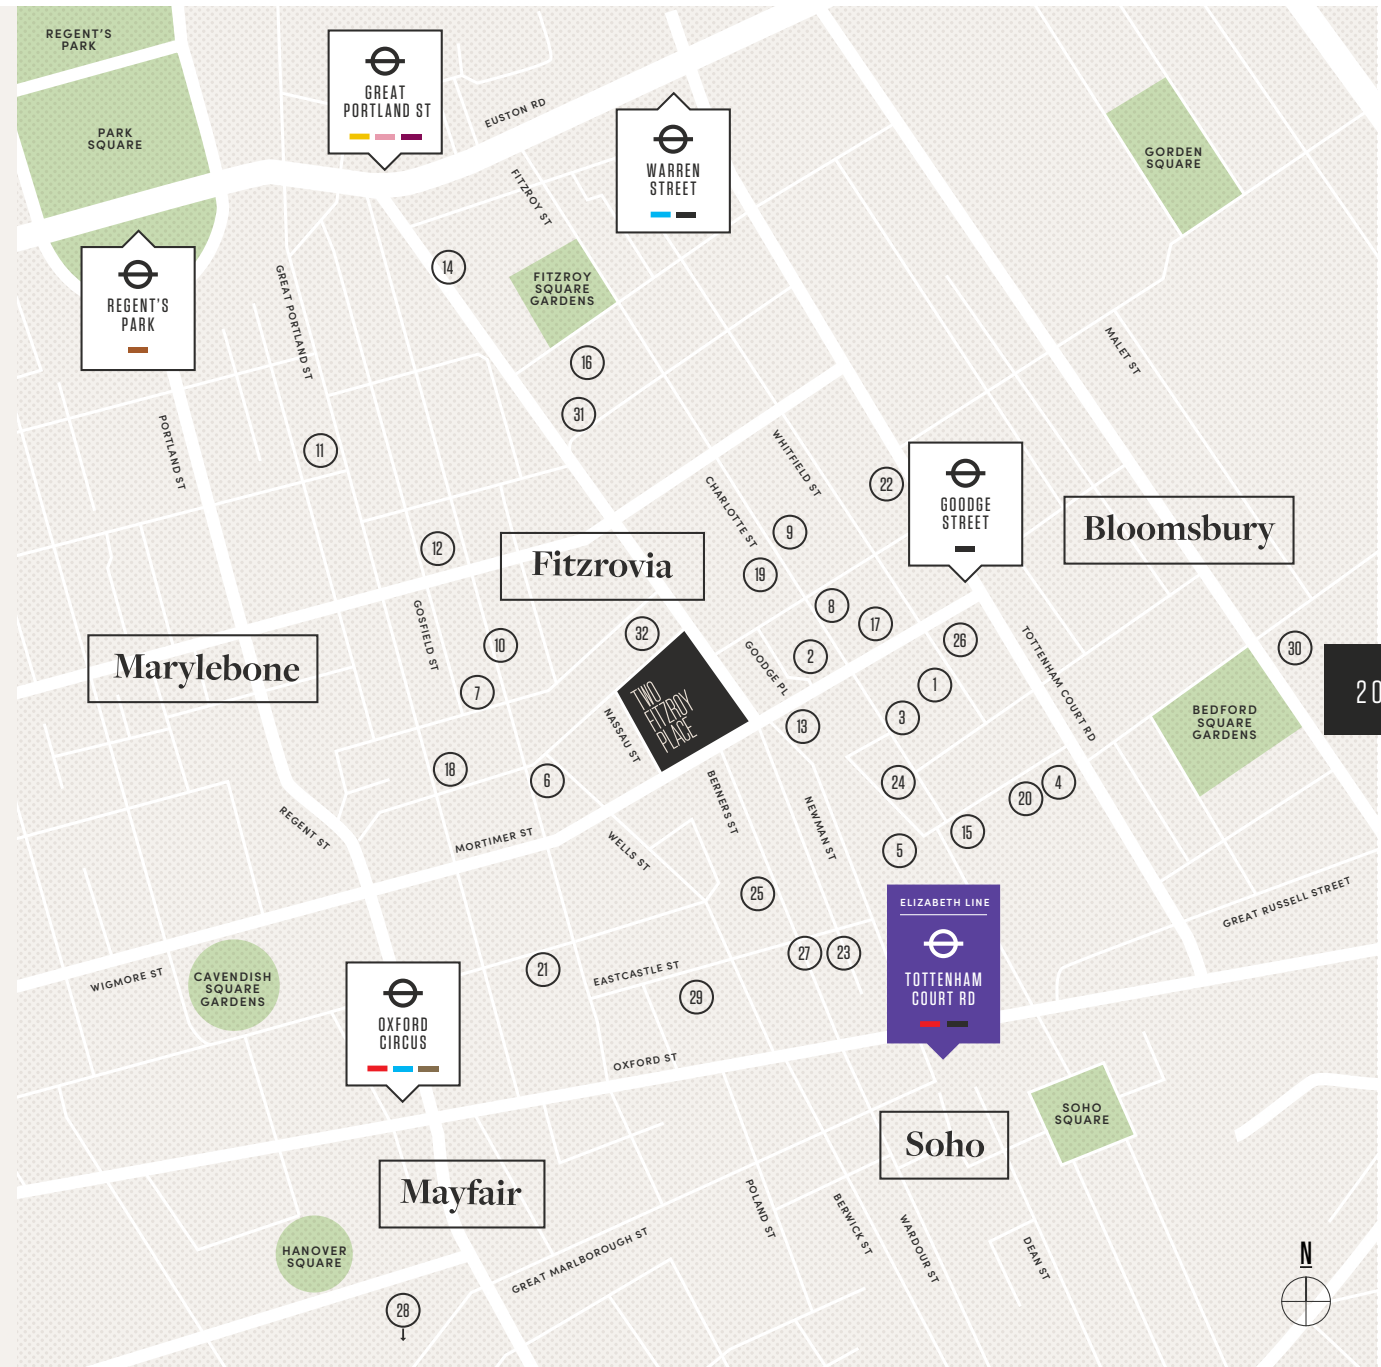 REGENT'S
PARK
PARK
SQUARE
GREAT
PORTLAND ST
EUSTON RD
WARREN
STREET
FITZROY ST
GORDEN
SQUARE
REGENT'S
PARK
14
FITZROY
SQUARE
GARDENS
GREAT PORTLAND ST
MALET ST
16
31
11
PORTLAND ST
WHITFIELD ST
CHARLOTTE ST
22
GOODGE
STREET
Bloomsbury
9
12
Fitzrovia
19
8
17
GOSFIELD ST
10
32
26
30
2
GOODGE PL
TOTTENHAM COURT RD
Marylebone
7
1
20
TWO
FITZROY
PLACE
NASSAU ST
3
13
BEDFORD
SQUARE
GARDENS
18
6
24
4
20
BERNERS ST
NEWMAN ST
REGENT ST
MORTIMER ST
WELLS ST
15
5
25
GREAT RUSSELL STREET
ELIZABETH LINE
TOTTENHAM
COURT RD
27
23
WIGMORE ST
CAVENDISH
SQUARE
GARDENS
21
EASTCASTLE ST
29
OXFORD
CIRCUS
OXFORD ST
SOHO
SQUARE
Soho
Mayfair
POLAND ST
BERWICK ST
WARDOUR ST
DEAN ST
HANOVER
SQUARE
GREAT MARLBOROUGH ST
28
N